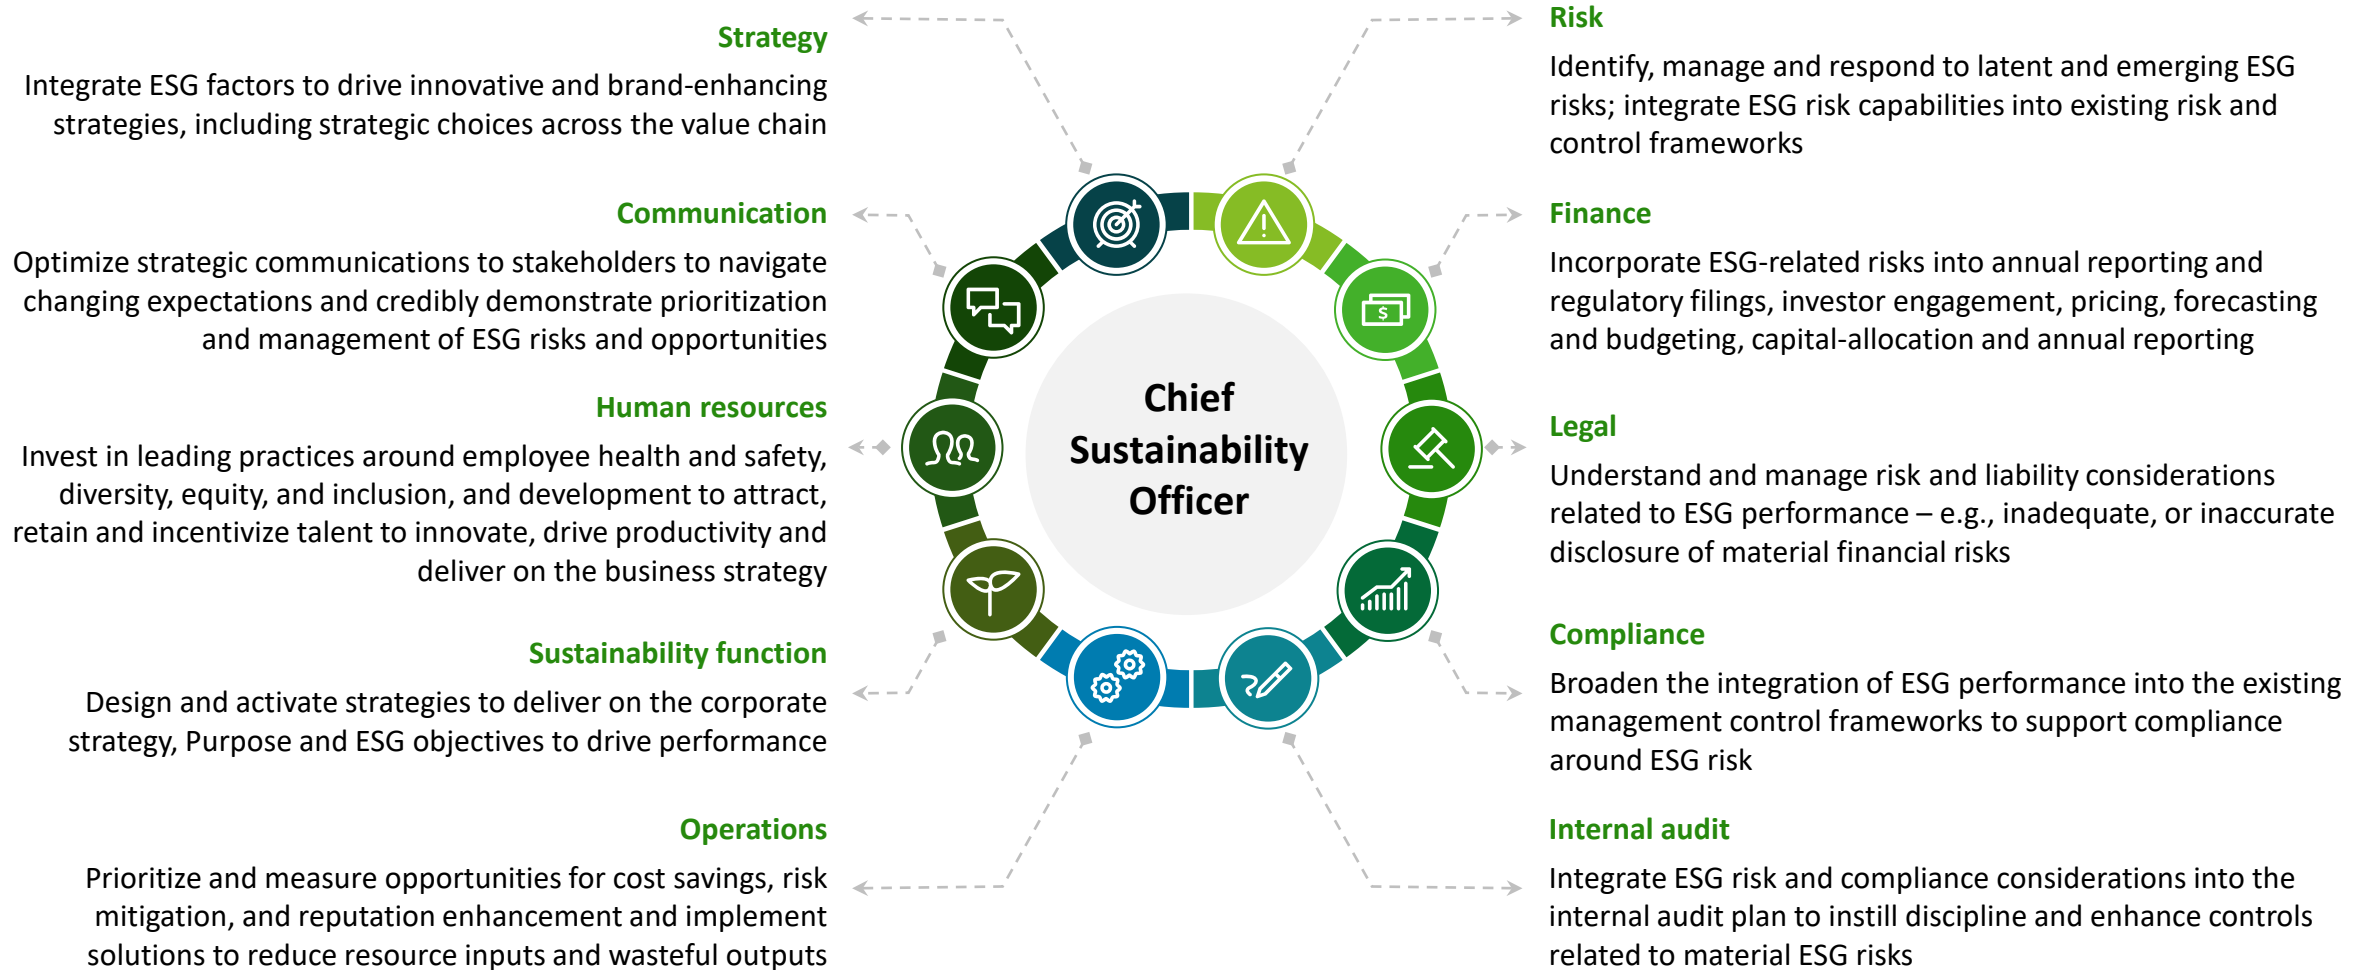 Strategy
Integrate ESG factors to drive innovative and brand-enhancing
strategies, including strategic choices across the value chain
Communication
Optimize strategic communications to stakeholders to navigate
changing expectations and credibly demonstrate prioritization
and management of ESG risks and opportunities
Human resources
Invest in leading practices around employee health and safety,
diversity, equity, and inclusion, and development to attract,
retain and incentivize talent to innovate, drive productivity and
deliver on the business strategy
Sustainability function
Design and activate strategies to deliver on the corporate
strategy, Purpose and ESG objectives to drive performance
Operations
Prioritize and measure opportunities for cost savings, risk
mitigation, and reputation enhancement and implement
solutions to reduce resource inputs and wasteful outputs
$
Chief
Sustainability
Officer
Risk
Identify, manage and respond to latent and emerging ESG
risks; integrate ESG risk capabilities into existing risk and
control frameworks
Finance
Incorporate ESG-related risks into annual reporting and
regulatory filings, investor engagement, pricing, forecasting
and budgeting, capital-allocation and annual reporting
Legal
Understand and manage risk and liability considerations
related to ESG performance – e.g., inadequate, or inaccurate
disclosure of material financial risks
Compliance
Broaden the integration of ESG performance into the existing
management control frameworks to support compliance
around ESG risk
Internal audit
Integrate ESG risk and compliance considerations into the
internal audit plan to instill discipline and enhance controls
related to material ESG risks